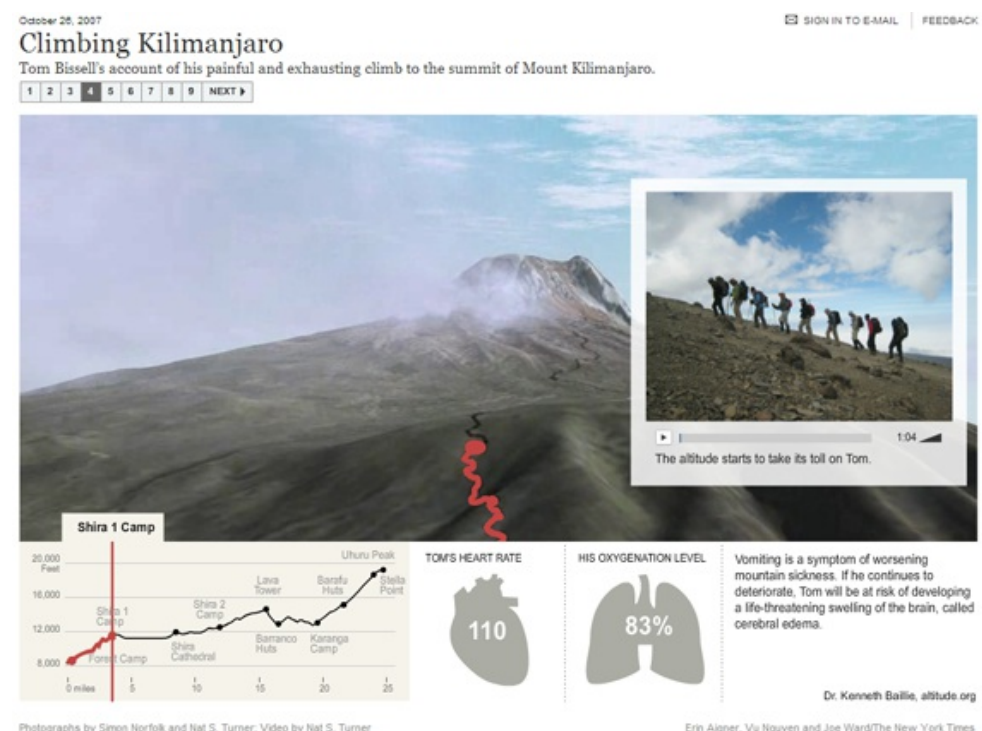 October 26, 2007
SIGN IN TO E-MAIL
FEEDBACK
Climbing Kilimanjaro
Tom Bissell's account of his painful and exhausting climb to the summit of Mount Kilimanjaro.
1 2 3 4 5 6 7 8 9 NEXT
1:04
The altitude starts to take its toll on Tom.
Shira 1 Camp
20,000
Feet
16,000
12,000
8,000
Uhuru Peak
Stella
Point
Lava
Tower
Barafu
Huts
Shira 1
Camp
Shira 2
Camp
Forest Camp
Shira
Cathedral
Barranco
Huts
Karanga
Camp
0 miles 5 10 15 20 25
TOM'S HEART RATE
110
HIS OXYGENATION LEVEL
83%
Vomiting is a symptom of worsening
mountain sickness. If he continues to
deteriorate, Tom will be at risk of developing
a life-threatening swelling of the brain, called
cerebral edema.
Dr. Kenneth Baillie, altitude.org
Photographs by Simon Norfolk and Nat S. Turner; Video by Nat S. Turner
Erin Aigner, Vu Nguyen and Joe Ward/The New York Times